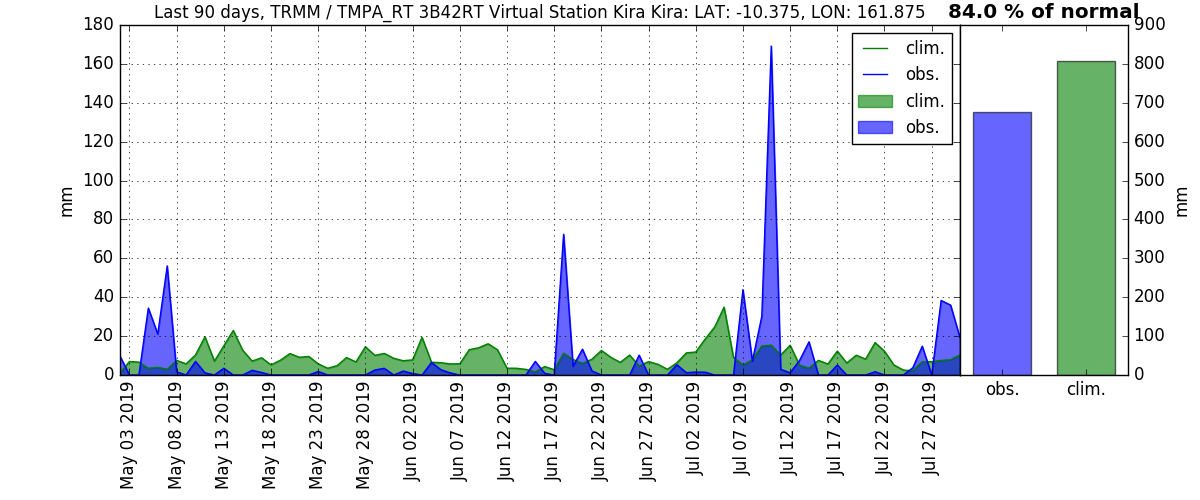 Last 90 days, TRMM / TMPA_RT 3B42RT Virtual Station Kira Kira: LAT: -10.375, LON: 161.875
84.0 % of normal
180
160
140
120
100
80
60
40
20
0
mm
clim.
obs.
clim.
obs.
900
800
700
600
500
400
300
200
100
0
mm
May 03 2019
May 08 2019
May 13 2019
May 18 2019
May 23 2019
May 28 2019
Jun 02 2019
Jun 07 2019
Jun 12 2019
Jun 17 2019
Jun 22 2019
Jun 27 2019
Jul 02 2019
Jul 07 2019
Jul 12 2019
Jul 17 2019
Jul 22 2019
Jul 27 2019
obs.
clim.